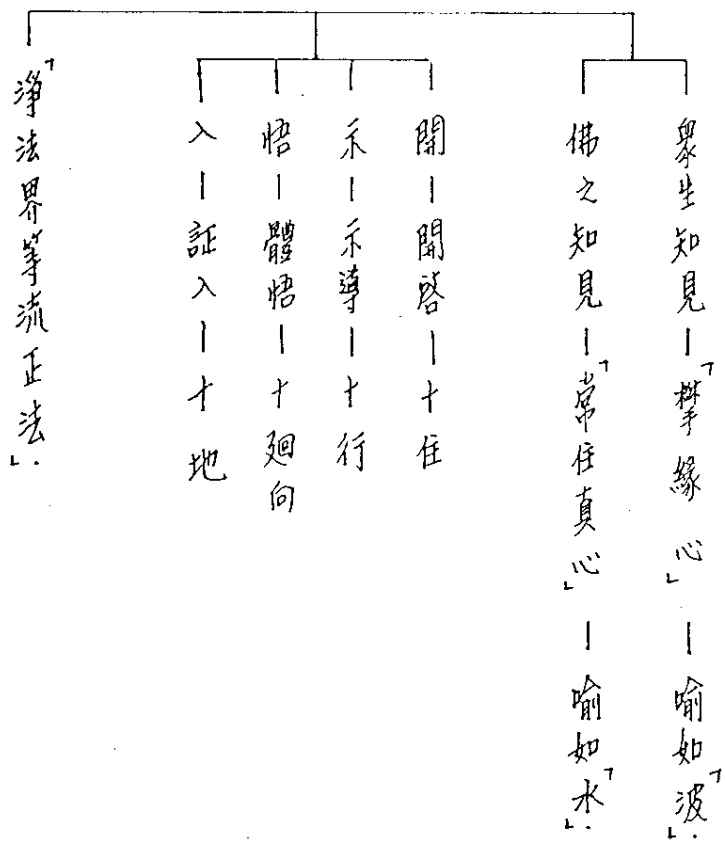 眾生知見—「攀緣心」—喻如「波」.
佛之知見—「常住真心」—喻如「水」.
開—開啓—十住
示—示導—十行
悟—體悟—十廻向
入—証入—十地
「淨法界等流正法」.